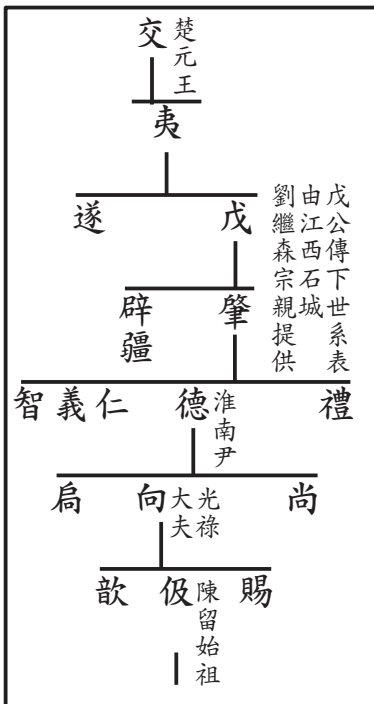 交 楚元王
夷
戊 遂
戊公傳下世系表
由江西石城
劉繼森宗親提供
肇 辟疆
禮 德 淮南尹 仁 義 智
尚 向 光祿大夫 扃
賜 伋 陳留始祖 歆